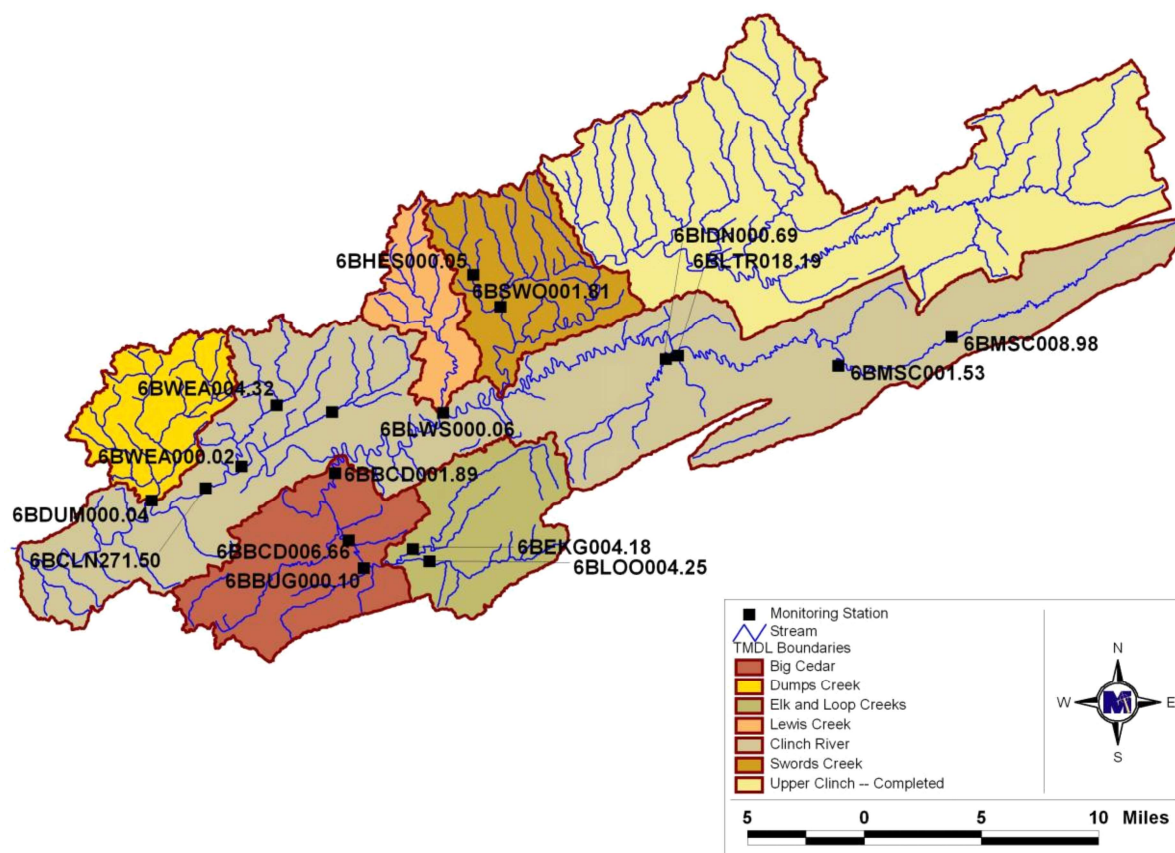 6BIDN000.69
6BLTR018.19
6BHES000.05
6BSWO001.81
6BMSC008.98
6BMSC001.53
6BWEA004.32
6BLWS000.06
6BWEA000.02
6BBCD001.89
6BDUM000.04
6BCLN271.50
6BBCD006.66
6BEKG004.18
6BBUG000.10
6BLOO004.25
Monitoring Station
Stream
TMDL Boundaries
Big Cedar
Dumps Creek
Elk and Loop Creeks
Lewis Creek
Clinch River
Swords Creek
Upper Clinch -- Completed
N
W
E
S
5 0 5 10 Miles